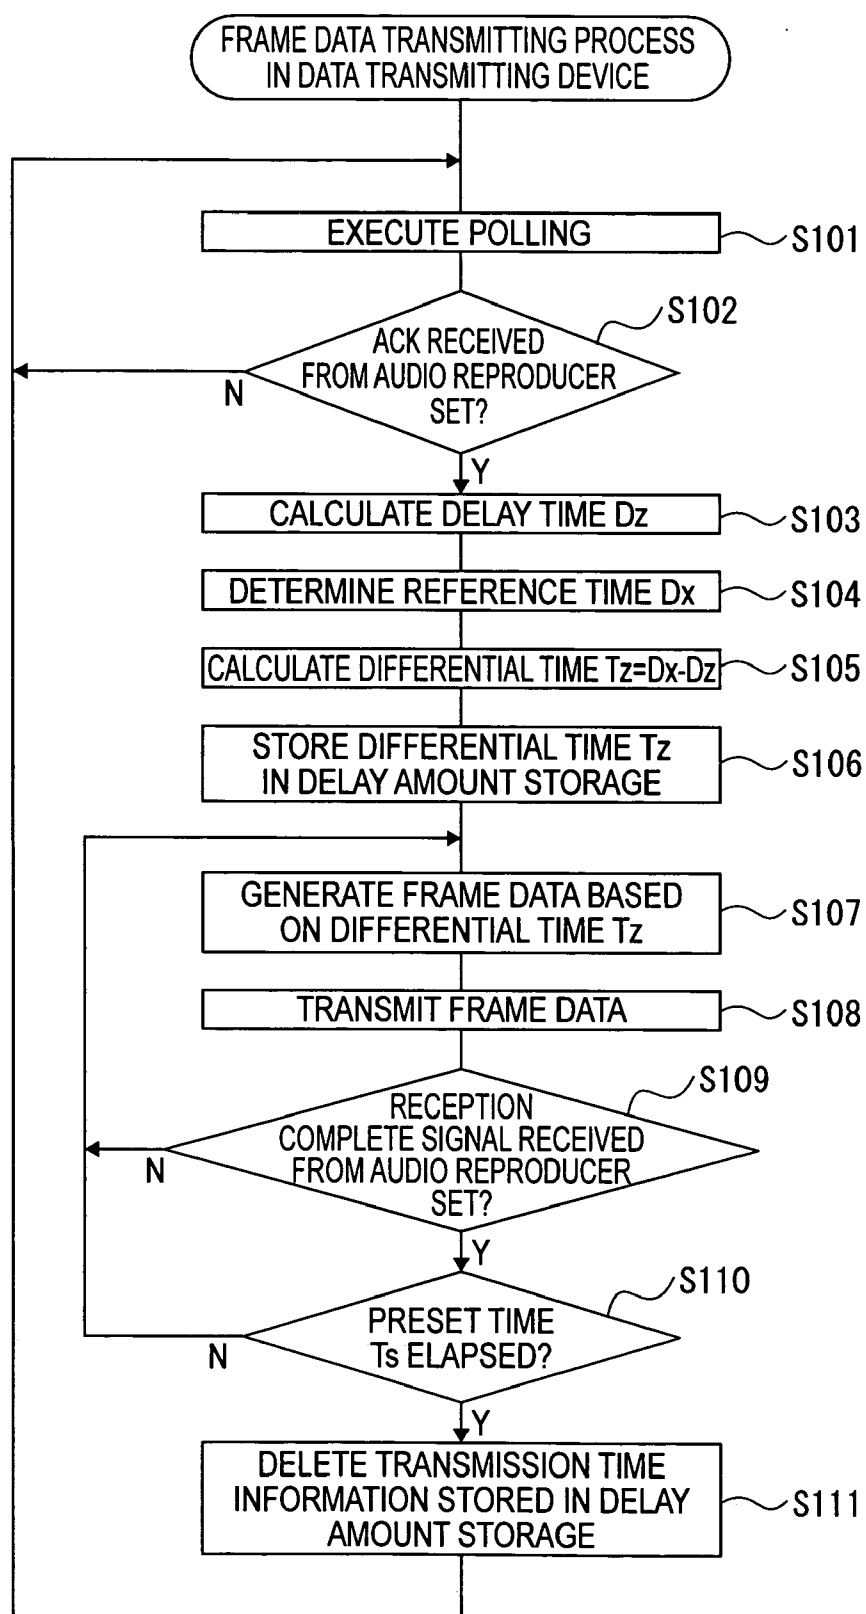 FRAME DATA TRANSMITTING PROCESS
IN DATA TRANSMITTING DEVICE
EXECUTE POLLING
S101
S102
ACK RECEIVED
FROM AUDIO REPRODUCER
SET?
N
Y
CALCULATE DELAY TIME Dz
S103
DETERMINE REFERENCE TIME Dx
S104
CALCULATE DIFFERENTIAL TIME Tz=Dx-Dz
S105
STORE DIFFERENTIAL TIME Tz
IN DELAY AMOUNT STORAGE
S106
GENERATE FRAME DATA BASED
ON DIFFERENTIAL TIME Tz
S107
TRANSMIT FRAME DATA
S108
S109
RECEPTION
COMPLETE SIGNAL RECEIVED
FROM AUDIO REPRODUCER
SET?
N
Y
S110
PRESET TIME
Ts ELAPSED?
N
Y
DELETE TRANSMISSION TIME
INFORMATION STORED IN DELAY
AMOUNT STORAGE
S111